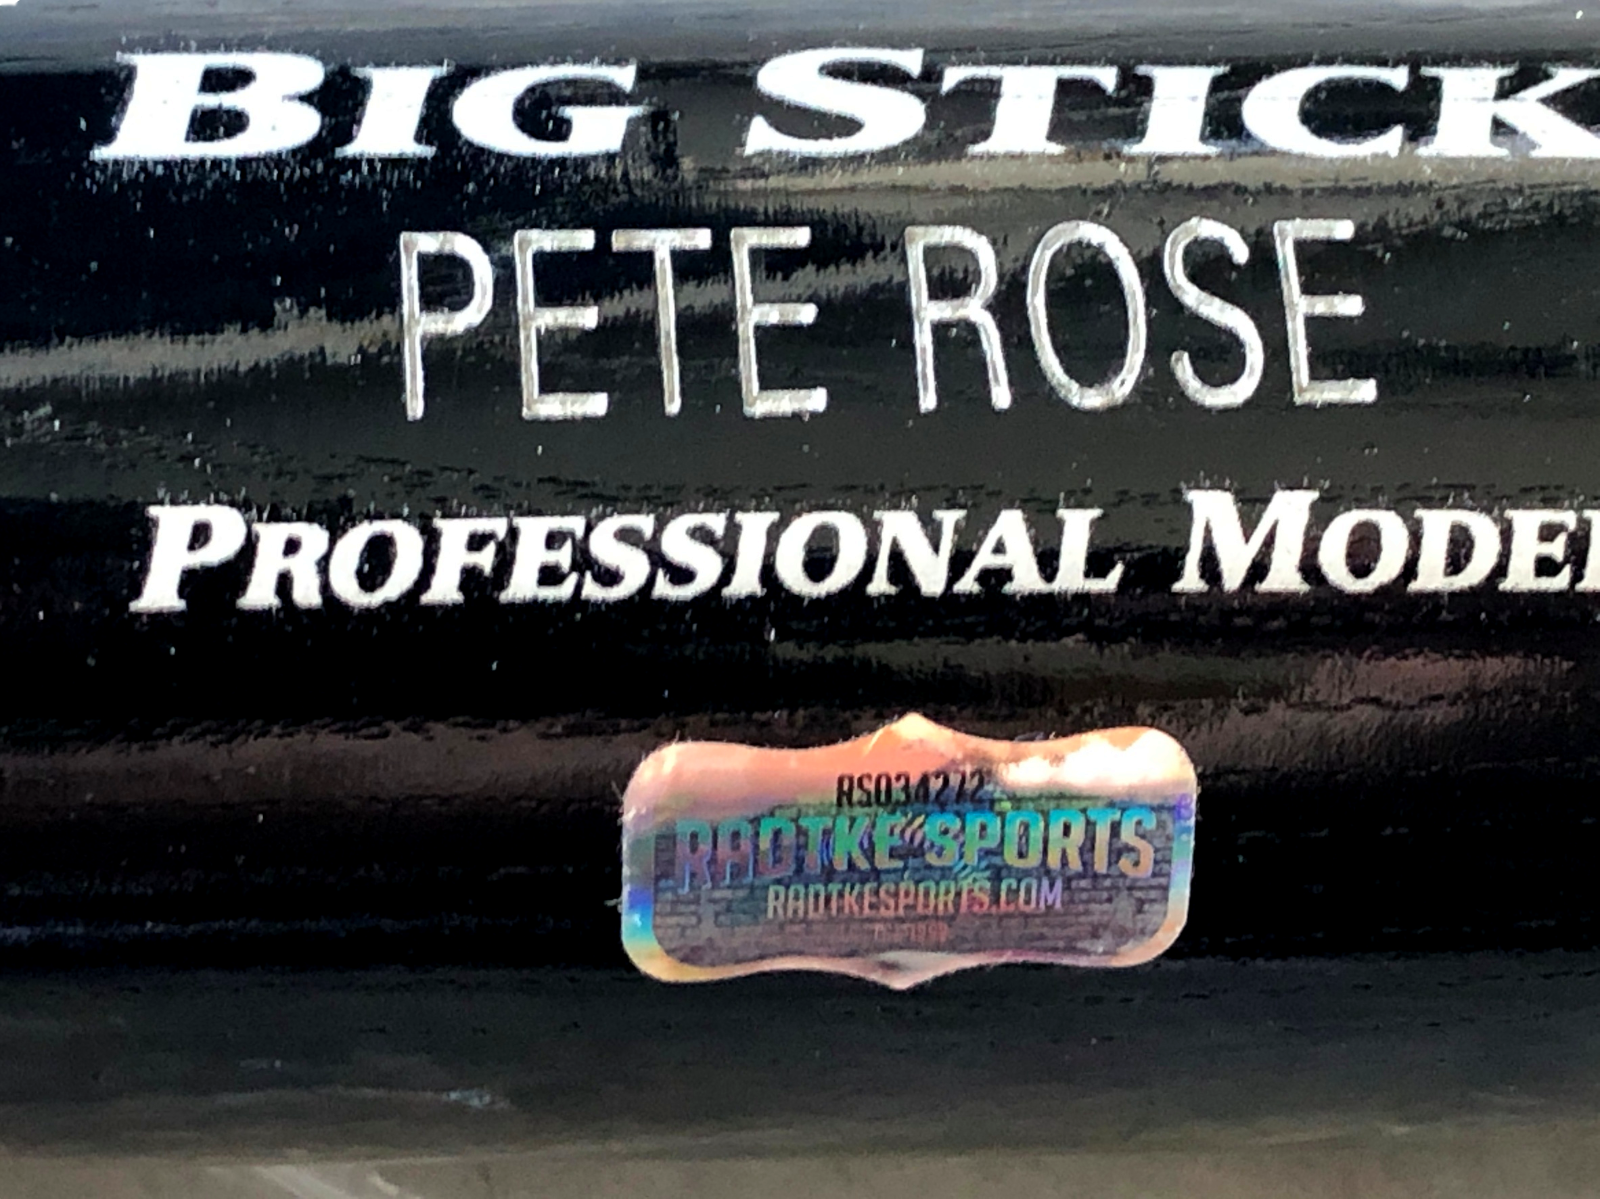 BIG STICK
PETE ROSE
PROFESSIONAL MODEL
RS034272
RADTKE SPORTS
RADTKESPORTS.COM